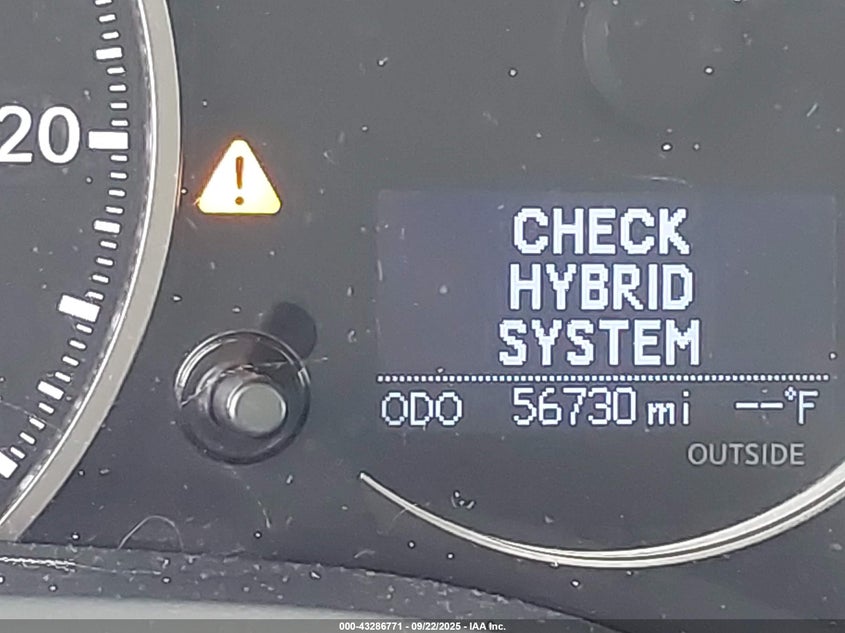 20
!
CHECK
HYBRID
SYSTEM
ODO 56730 mi --°F
OUTSIDE
000-43286771 - 09/22/2025 - IAA Inc.